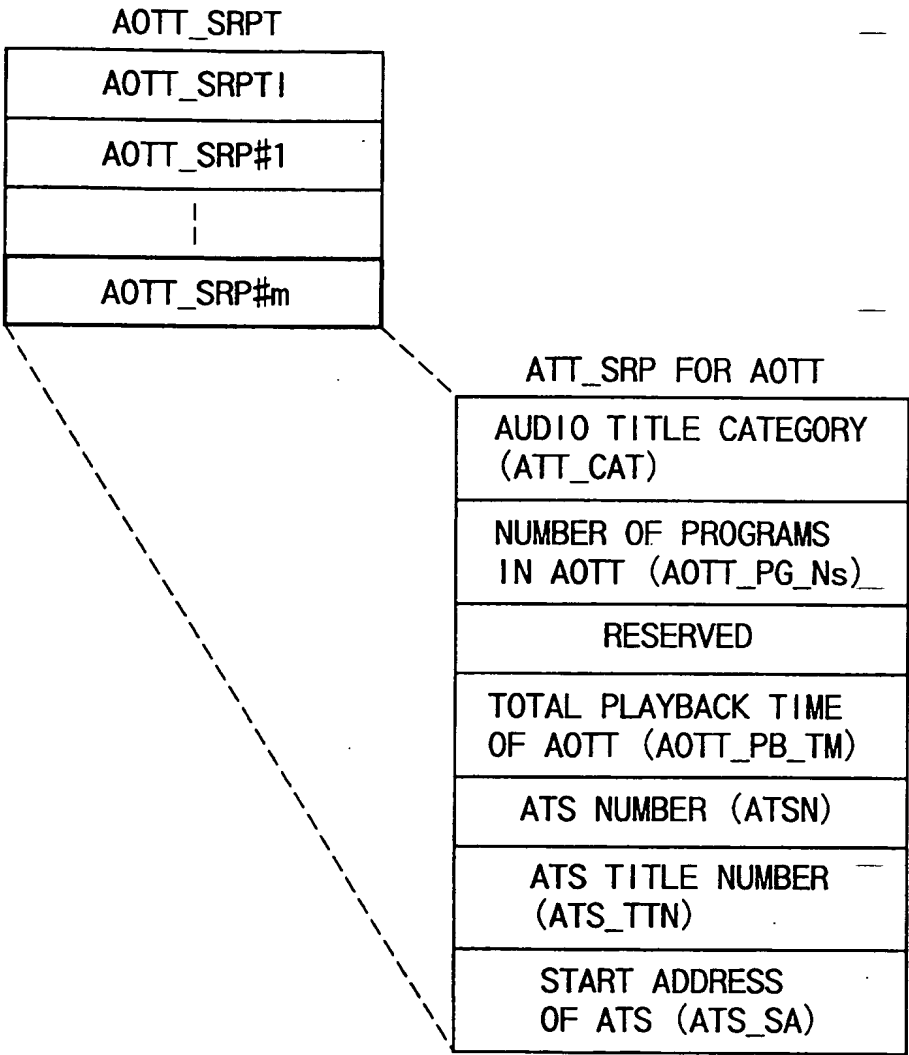 AOTT_SRPT
AOTT_SRPTI
AOTT_SRP#1
AOTT_SRP#m
ATT_SRP FOR AOTT
AUDIO TITLE CATEGORY
(ATT_CAT)
NUMBER OF PROGRAMS
IN AOTT (AOTT_PG_Ns)
RESERVED
TOTAL PLAYBACK TIME
OF AOTT (AOTT_PB_TM)
ATS NUMBER (ATSN)
ATS TITLE NUMBER
(ATS_TTN)
START ADDRESS
OF ATS (ATS_SA)